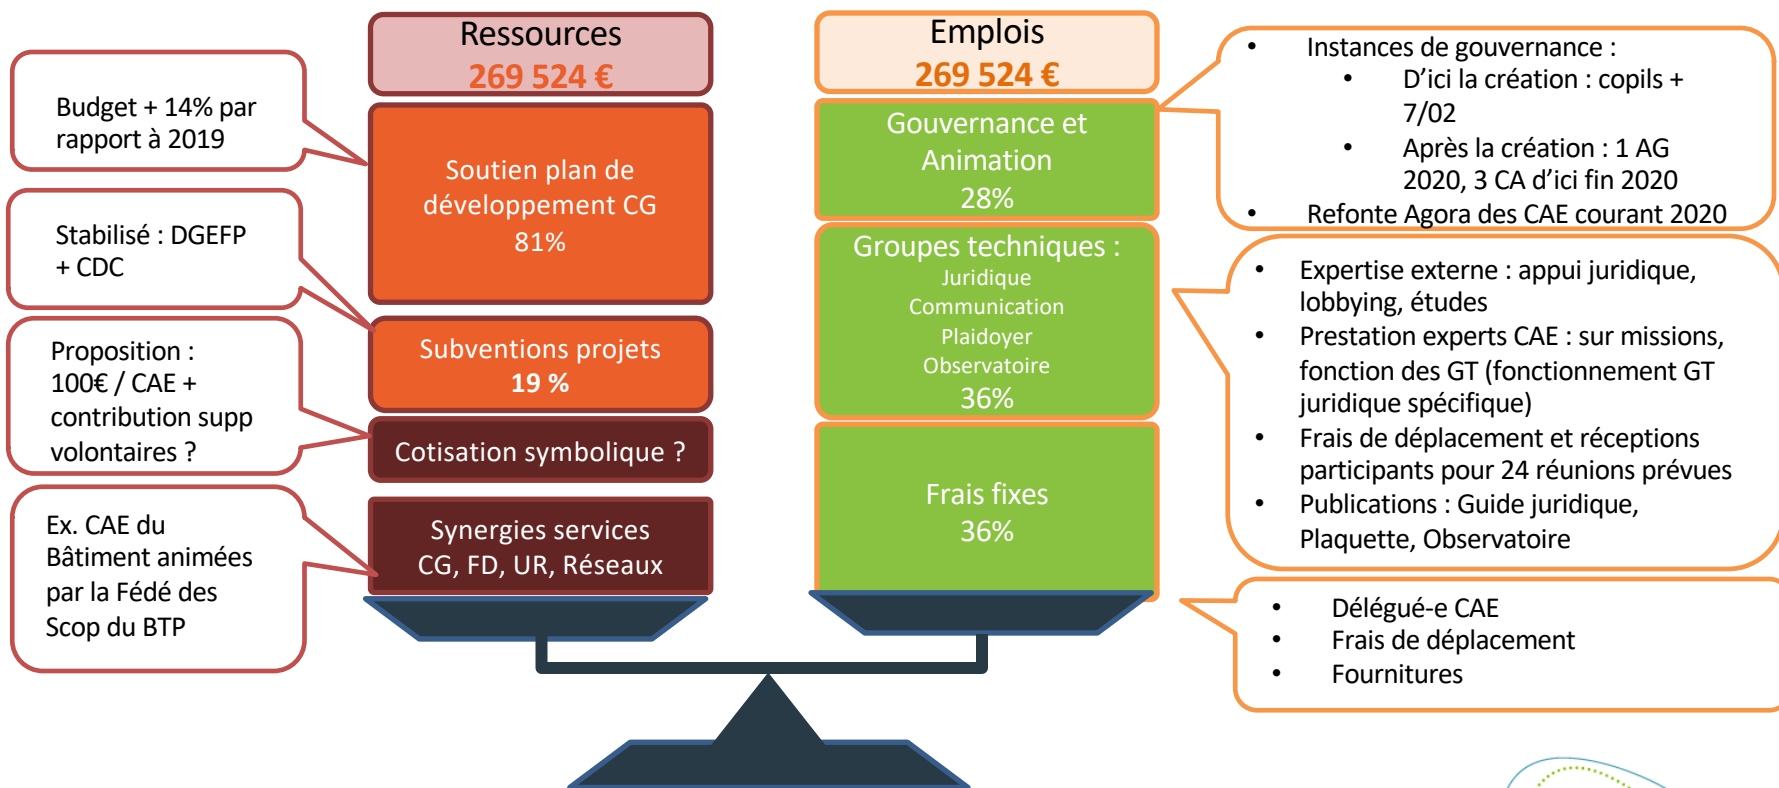 Ressources
269 524 €
Budget + 14% par
rapport à 2019
Soutien plan de
développement CG
81%
Stabilisé : DGEFP
+ CDC
Subventions projets
19 %
Proposition :
100€ / CAE +
contribution supp
volontaires ?
Cotisation symbolique ?
Ex. CAE du
Bâtiment animées
par la Fédé des
Scop du BTP
Synergies services
CG, FD, UR, Réseaux
Emplois
269 524 €
Gouvernance et
Animation
28%
• Instances de gouvernance :
• D’ici la création : copils +
7/02
• Après la création : 1 AG
2020, 3 CA d’ici fin 2020
• Refonte Agora des CAE courant 2020
Groupes techniques :
Juridique
Communication
Plaidoyer
Observatoire
36%
• Expertise externe : appui juridique,
lobbying, études
• Prestation experts CAE : sur missions,
fonction des GT (fonctionnement GT
juridique spécifique)
• Frais de déplacement et réceptions
participants pour 24 réunions prévues
• Publications : Guide juridique,
Plaquette, Observatoire
Frais fixes
36%
• Délégué-e CAE
• Frais de déplacement
• Fournitures